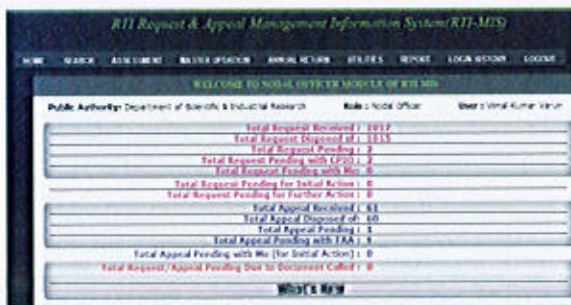 RTI Request & Appeal Management Information System(RTI-MIS)
HOME SEARCH ASSESSMENT MASTER UPDATION ANNUAL RETURN UTILITIES REPORT LOGIN HISTORY LOGOUT
WELCOME TO NODAL OFFICER MODULE OF RTI MIS
Public Authority: Department of Scientific & Industrial Research Role : Nodal Officer User : Vimal Kumar Varun
Total Request Received : 1017
Total Request Disposed of : 1015
Total Request Pending : 2
Total Request Pending with CPIO : 2
Total Request Pending with Me: 0
Total Request Pending for Initial Action : 0
Total Request Pending for Further Action : 0
Total Appeal Received : 61
Total Appeal Disposed of: 60
Total Appeal Pending : 1
Total Appeal Pending with FAA :
Total Appeal Pending with Me (for Initial Action) : 0
Total Request/Appeal Pending Due to Document Called : 0
What's New